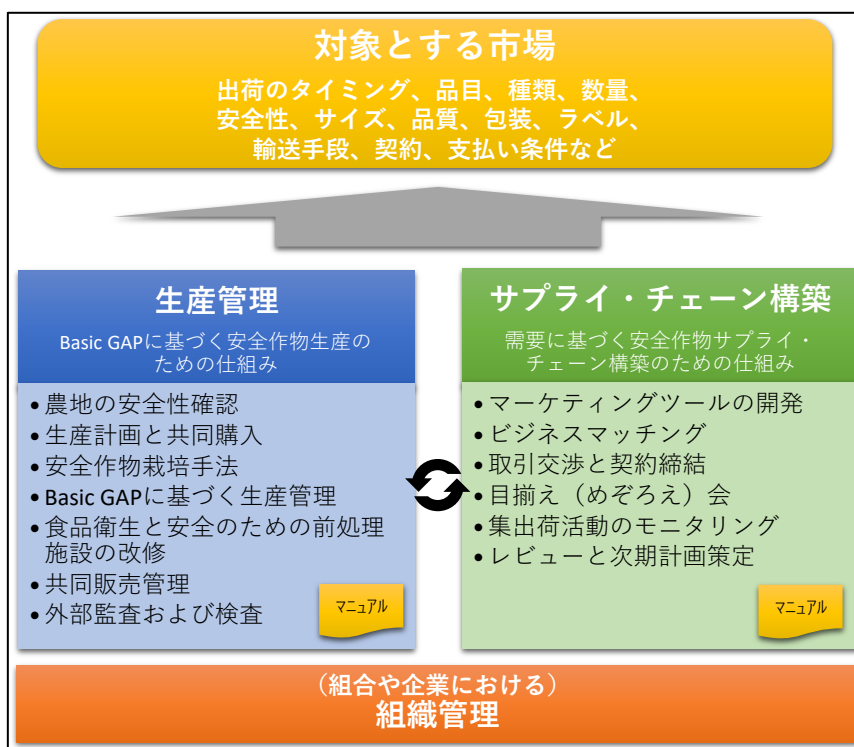 対象とする市場
出荷のタイミング、品目、種類、数量、
安全性、サイズ、品質、包装、ラベル、
輸送手段、契約、支払い条件など
生産管理
Basic GAPに基づく安全作物生産の
ための仕組み
•農地の安全性確認
•生産計画と共同購入
•安全作物栽培手法
•Basic GAPに基づく生産管理
•食品衛生と安全のための前処理
施設の改修
•共同販売管理
•外部監査および検査
マニュアル
サプライ・チェーン構築
需要に基づく安全作物サプライ・
チェーン構築のための仕組み
•マーケティングツールの開発
•ビジネスマッチング
•取引交渉と契約締結
•目揃え（めぞろえ）会
•集出荷活動のモニタリング
•レビューと次期計画策定
マニュアル
（組合や企業における）
組織管理